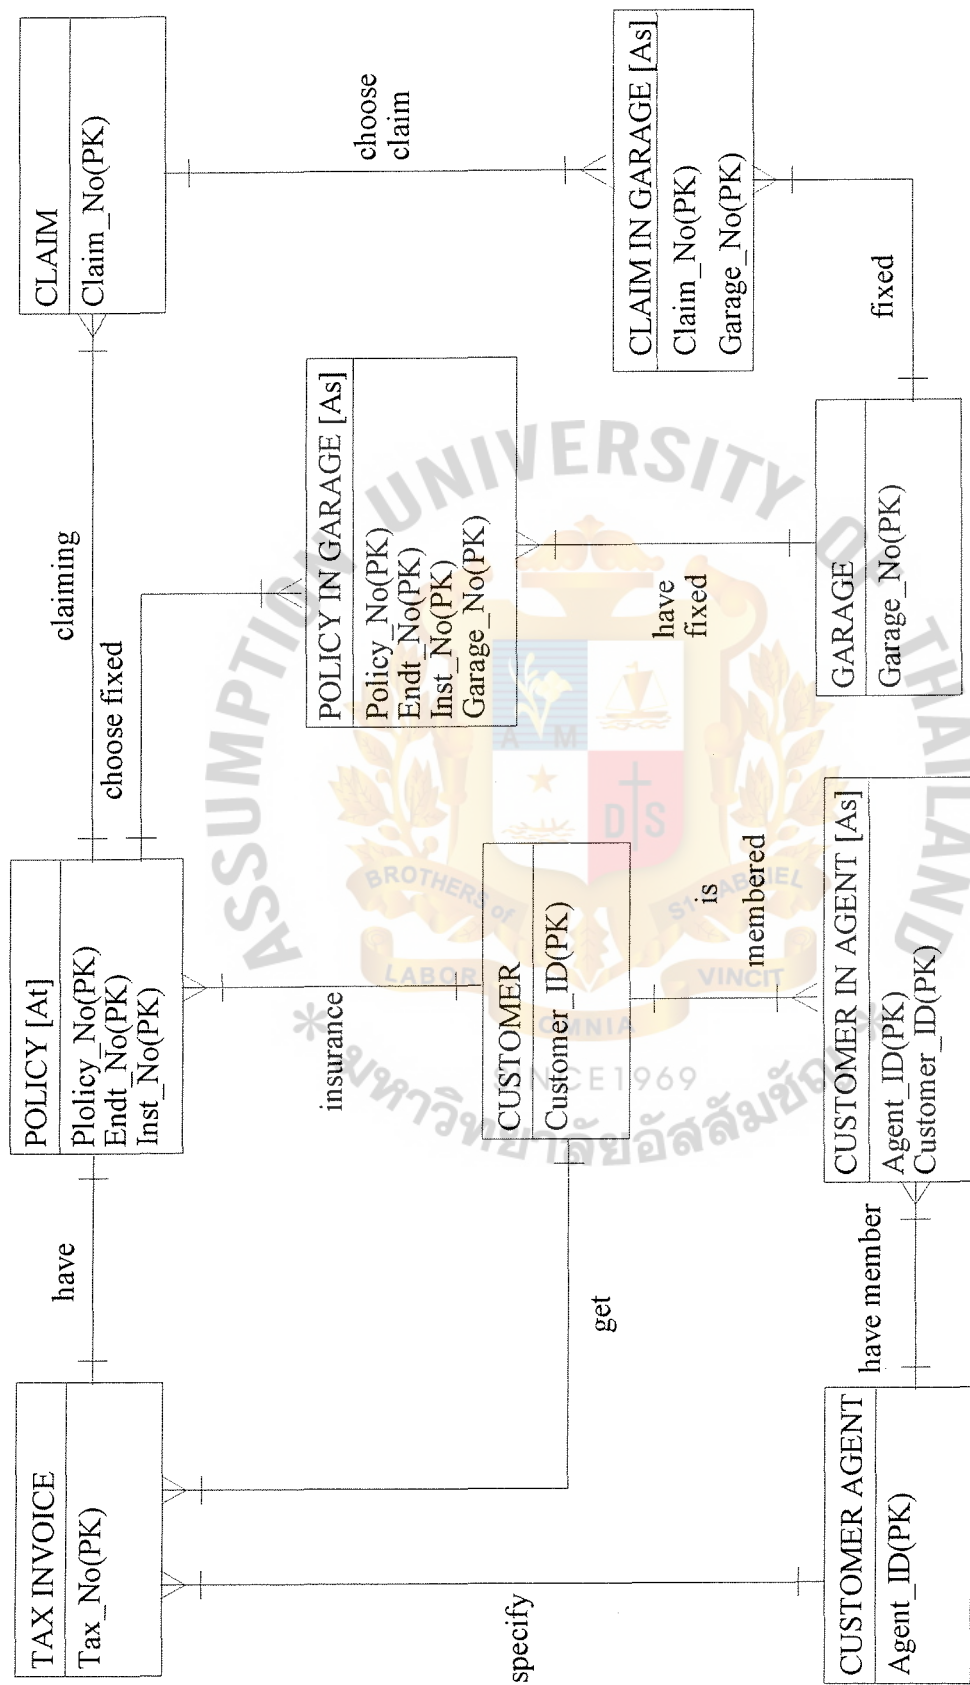 TAX INVOICE
Tax_No(PK)
have
POLICY [At]
Plolicy_No(PK)
Endt_No(PK)
Inst_No(PK)
claiming
choose fixed
CLAIM
Claim_No(PK)
choose
claim
insurance
POLICY IN GARAGE [As]
Policy_No(PK)
Endt_No(PK)
Inst_No(PK)
Garage_No(PK)
CLAIM IN GARAGE [As]
Claim_No(PK)
Garage_No(PK)
CUSTOMER
Customer_ID(PK)
get
specify
is
membered
have
fixed
fixed
CUSTOMER AGENT
Agent_ID(PK)
have member
CUSTOMER IN AGENT [As]
Agent_ID(PK)
Customer_ID(PK)
GARAGE
Garage_No(PK)
ASSUMPTION UNIVERSITY OF THAILAND
A M
D S
BROTHERS of ST GABRIEL
LABOR OMNIA VINCIT
SINCE 1969
* มหาวิทยาลัยอัสสัมชัญ *